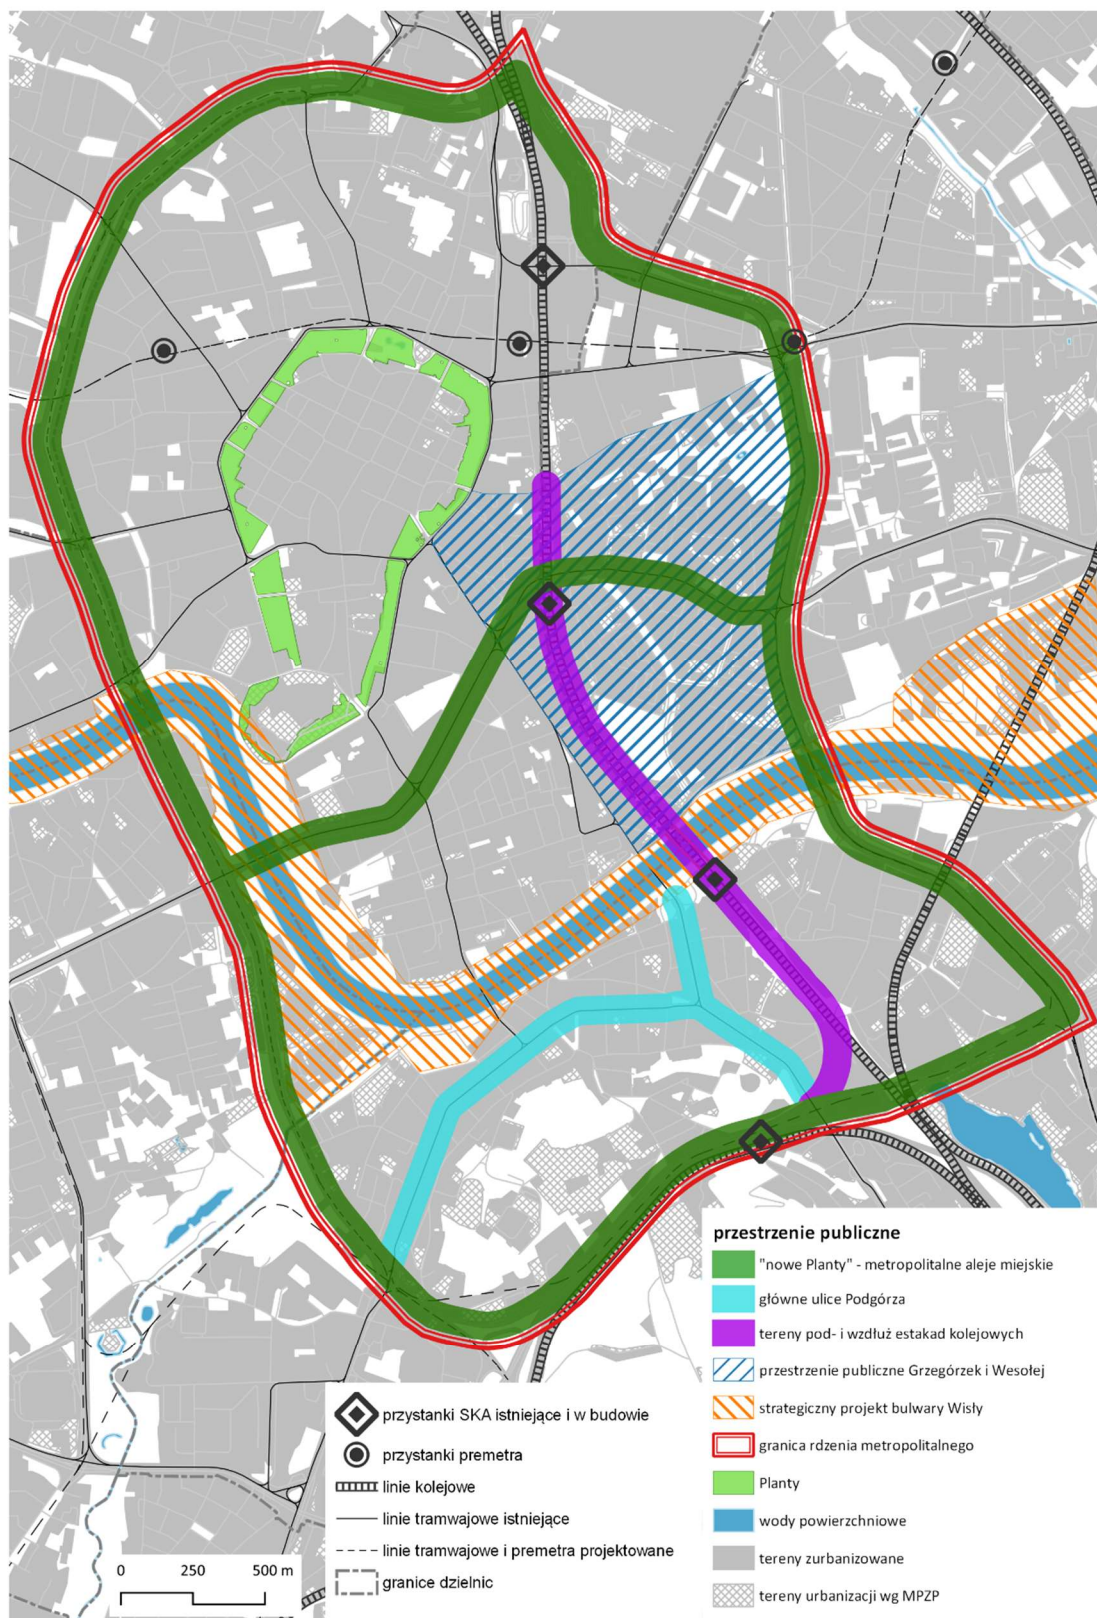 przestrzenie publiczne
"nowe Planty" - metropolitalne aleje miejskie
główne ulice Podgórza
tereny pod- i wzdłuż estakad kolejowych
przestrzenie publiczne Grzegórzek i Wesołej
strategiczny projekt bulwary Wisły
granica rdzenia metropolitalnego
Planty
wody powierzchniowe
tereny zurbanizowane
tereny urbanizacji wg MPZP
przystanki SKA istniejące i w budowie
przystanki premetra
linie kolejowe
linie tramwajowe istniejące
linie tramwajowe i premetra projektowane
granice dzielnic
0 250 500 m